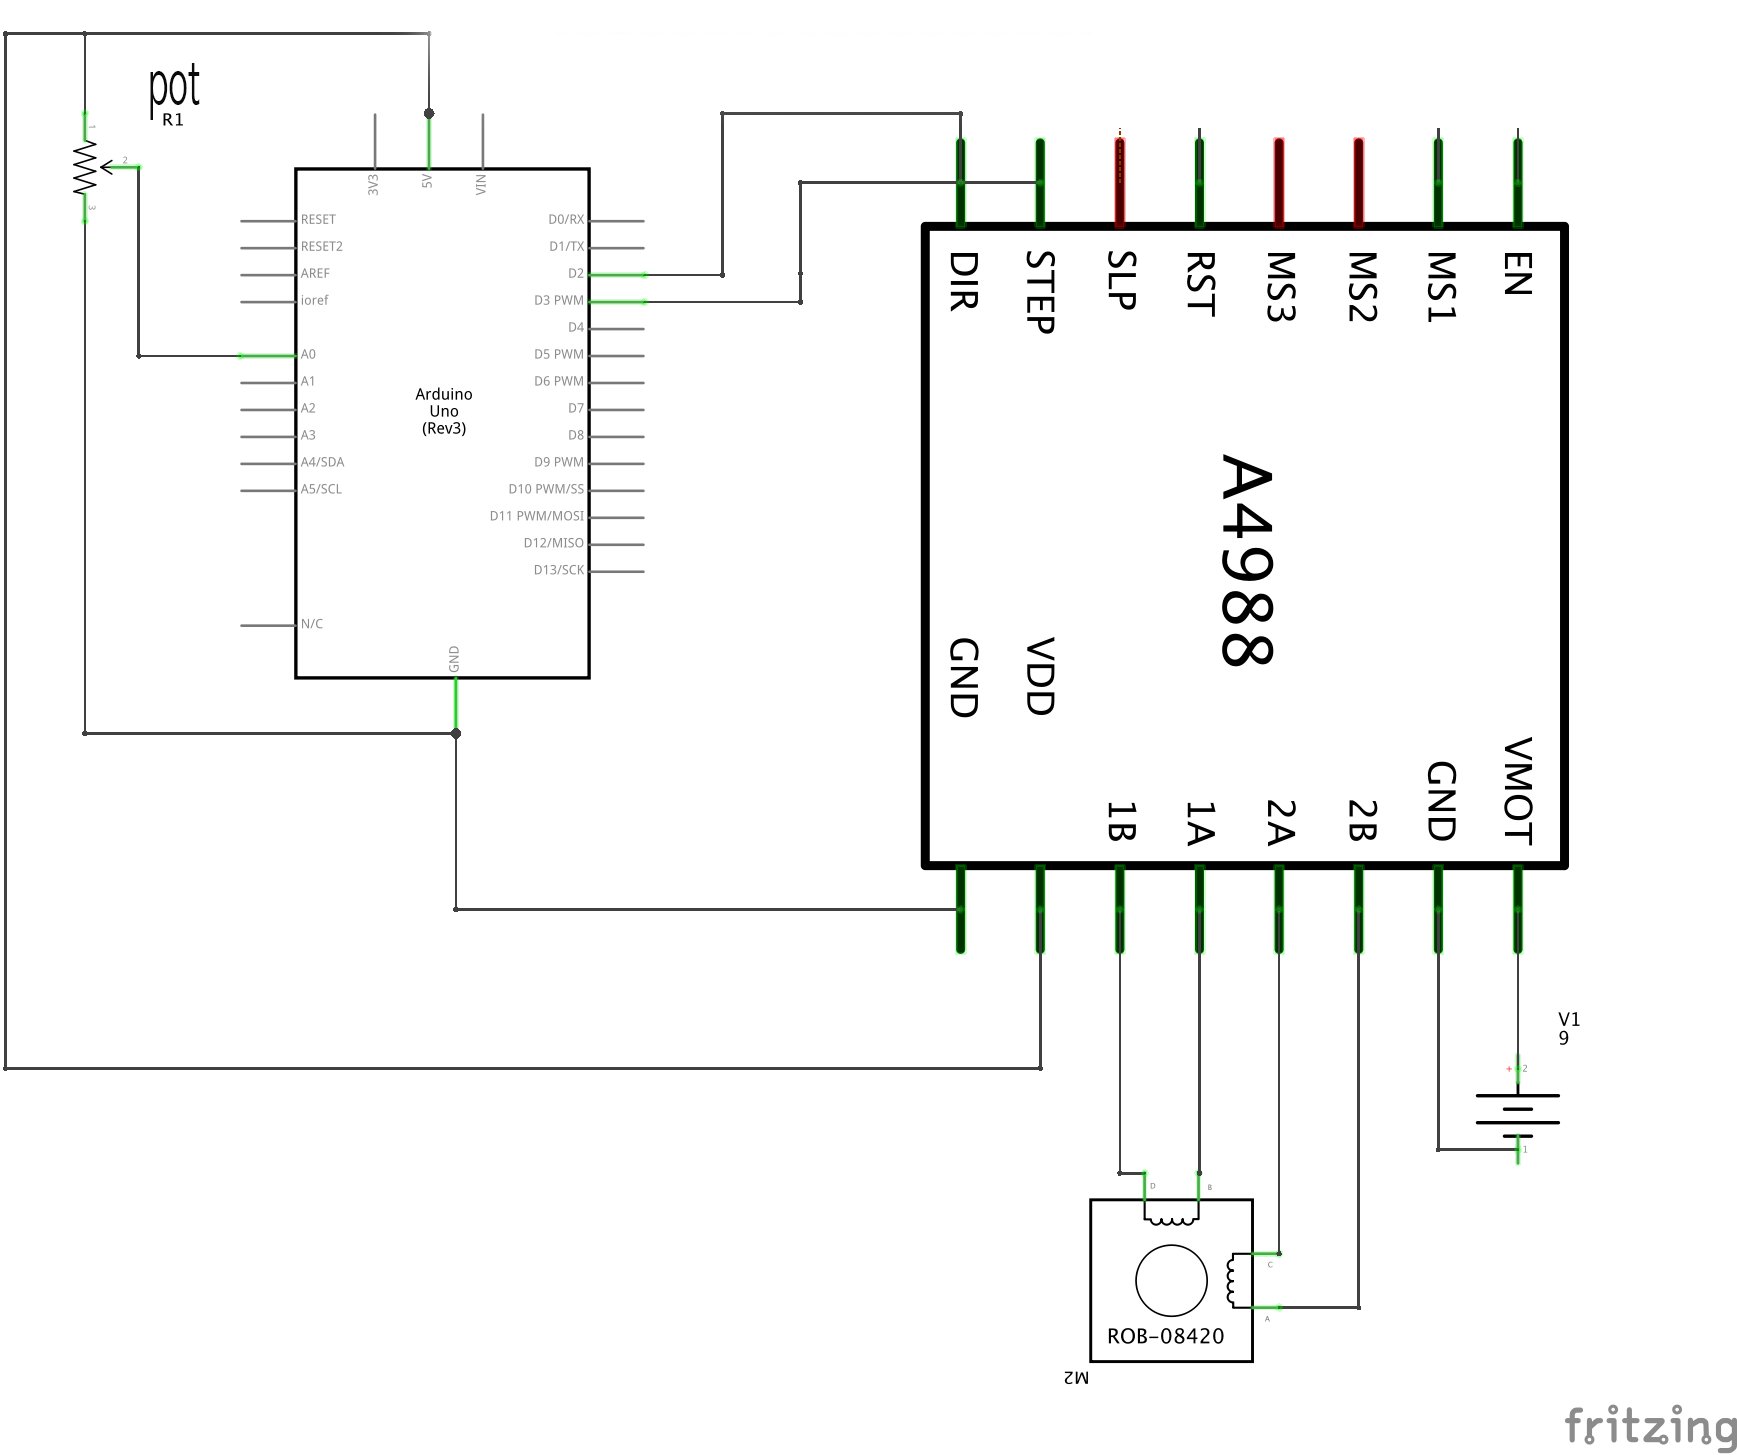 pot
R1
1
2
3
3V3
5V
VIN
RESET
RESET2
AREF
ioref
A0
A1
A2
A3
A4/SDA
A5/SCL
N/C
D0/RX
D1/TX
D2
D3 PWM
D4
D5 PWM
D6 PWM
D7
D8
D9 PWM
D10 PWM/SS
D11 PWM/MOSI
D12/MISO
D13/SCK
Arduino
Uno
(Rev3)
GND
DIR
STEP
SLP
RST
MS3
MS2
MS1
EN
A4988
GND
VDD
1B
1A
2A
2B
GND
VMOT
V1
9
+
2
1
D
B
C
A
ROB-08420
M2
fritzing